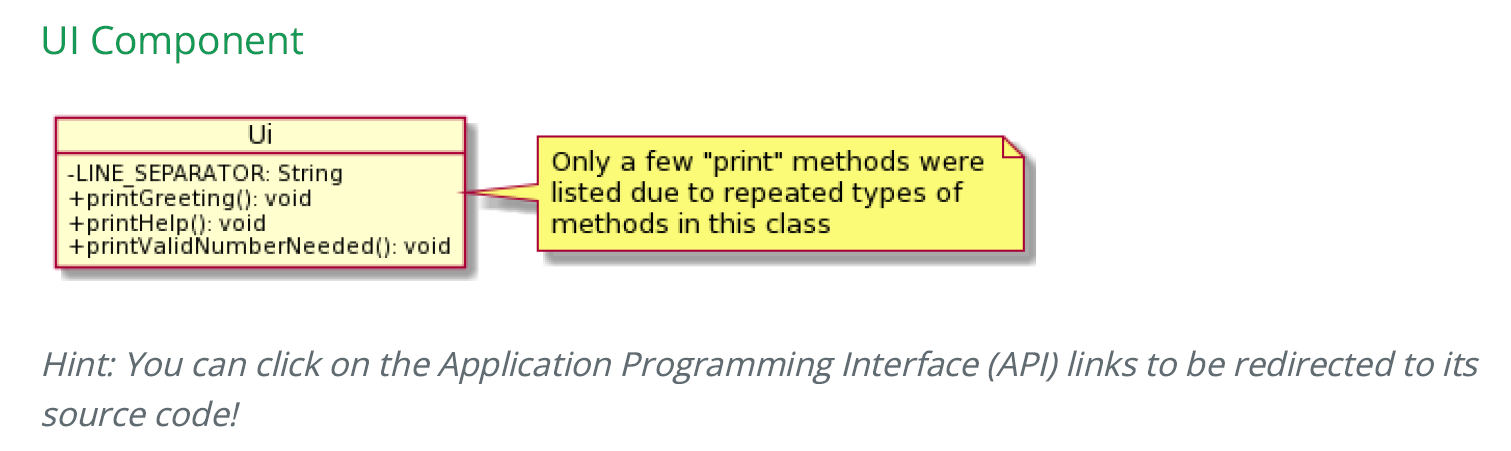 UI Component
Ui
-LINE_SEPARATOR: String
+printGreeting(): void
+printHelp(): void
+printValidNumberNeeded(): void
Only a few "print" methods were
listed due to repeated types of
methods in this class
Hint: You can click on the Application Programming Interface (API) links to be redirected to its
source code!